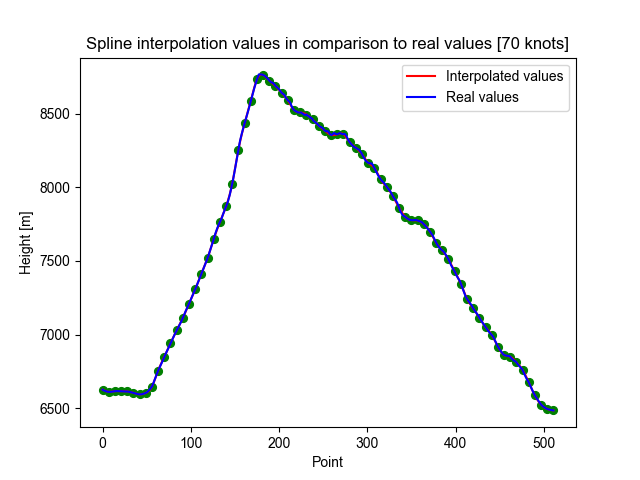 Spline interpolation values in comparison to real values [70 knots]
Interpolated values
Real values
8500
8000
7500
7000
6500
Height [m]
0 100 200 300 400 500
Point